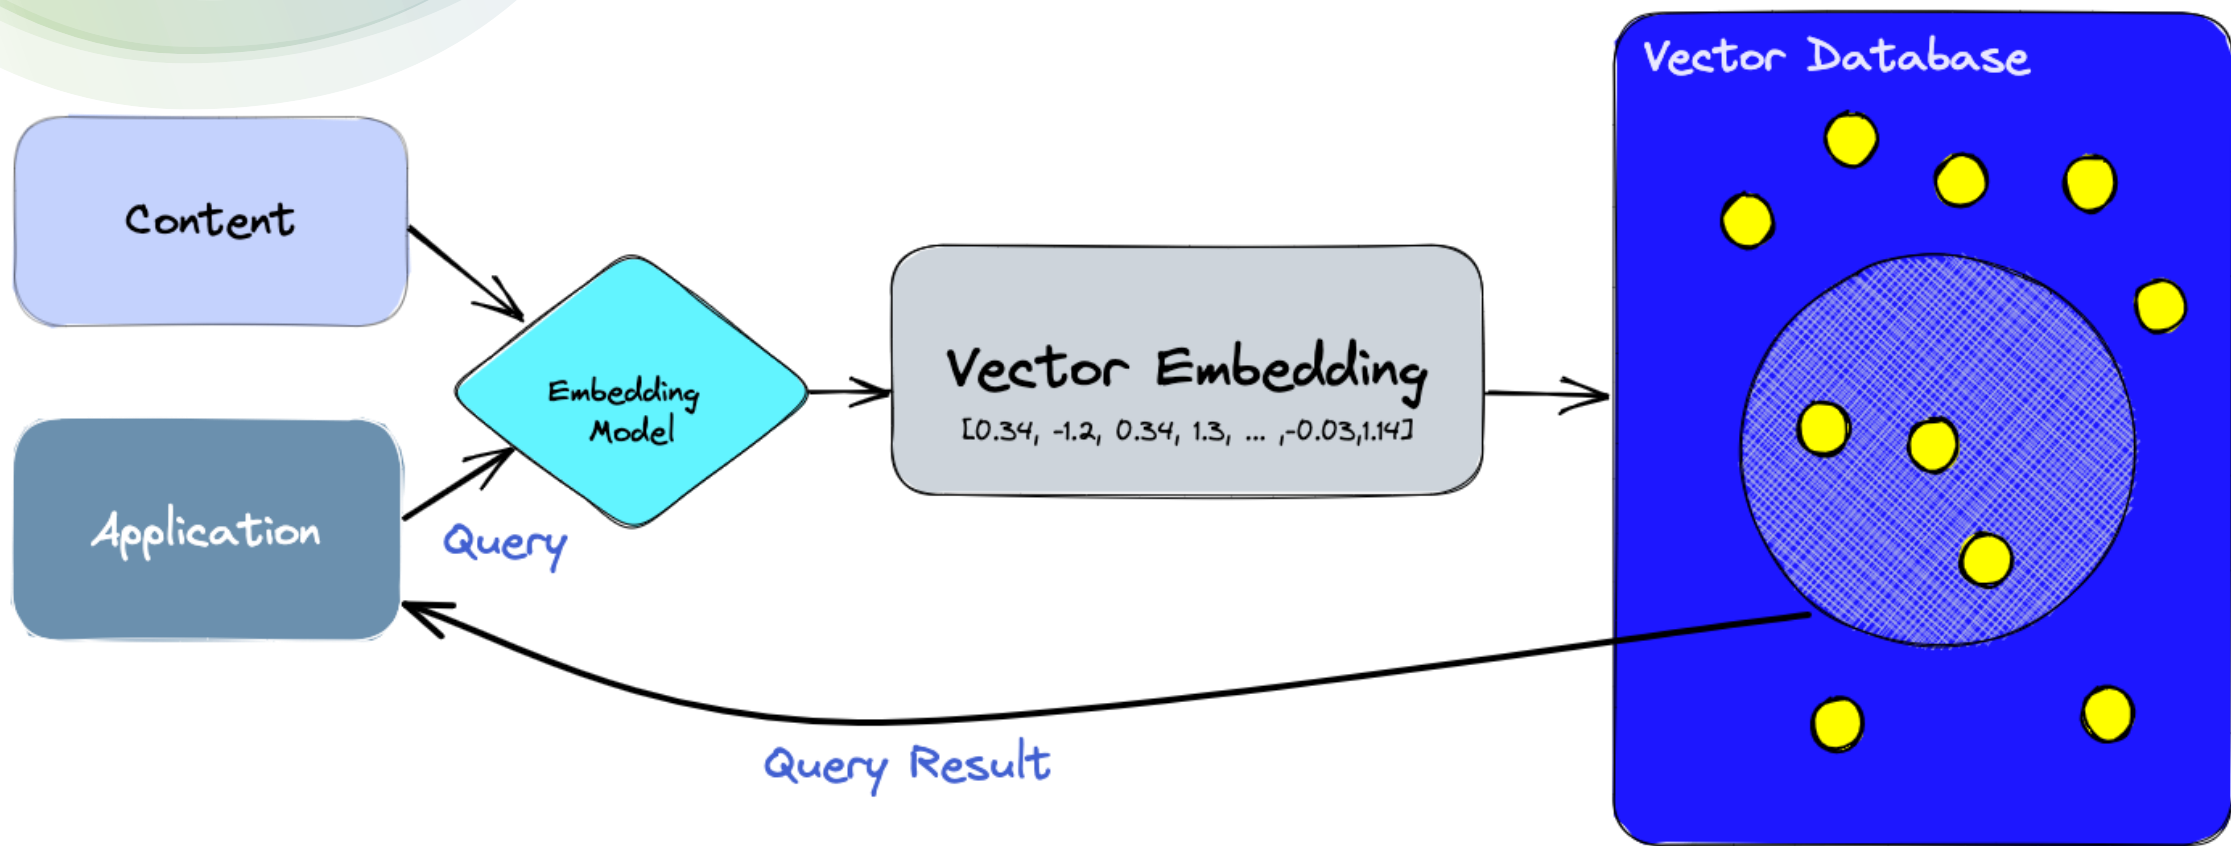 Vector Database
Content
Embedding
Model
Vector Embedding
[0.34, -1.2, 0.34, 1.3, ... ,-0.03,1.14]
Application
Query
Query Result